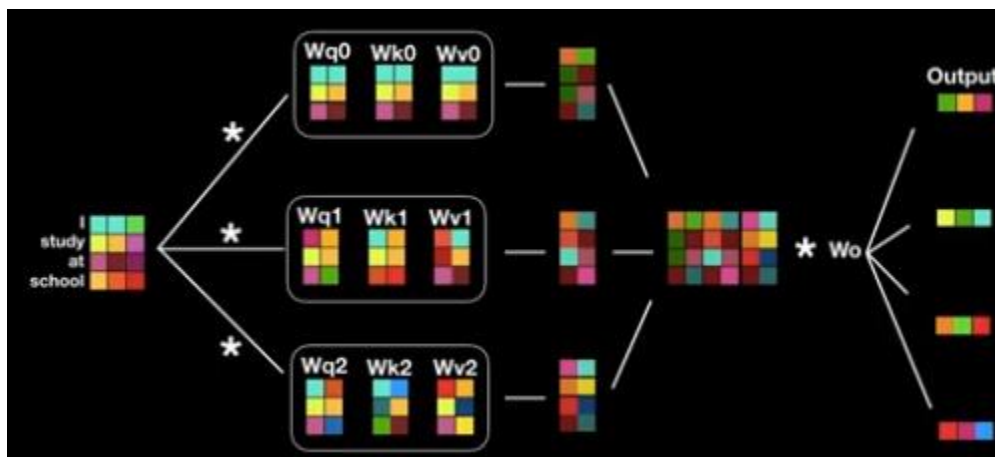 Wq0 Wk0 Wv0
Output
*
I
study
at
school
*
Wq1 Wk1 Wv1
* Wo
*
Wq2 Wk2 Wv2